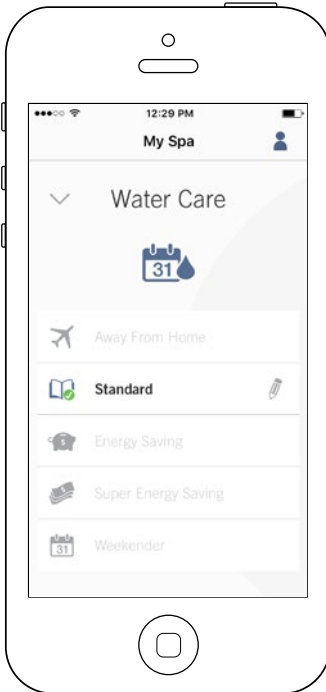 12:29 PM
My Spa
Water Care
31
Away From Home
Standard
Energy Saving
Super Energy Saving
31
Weekender